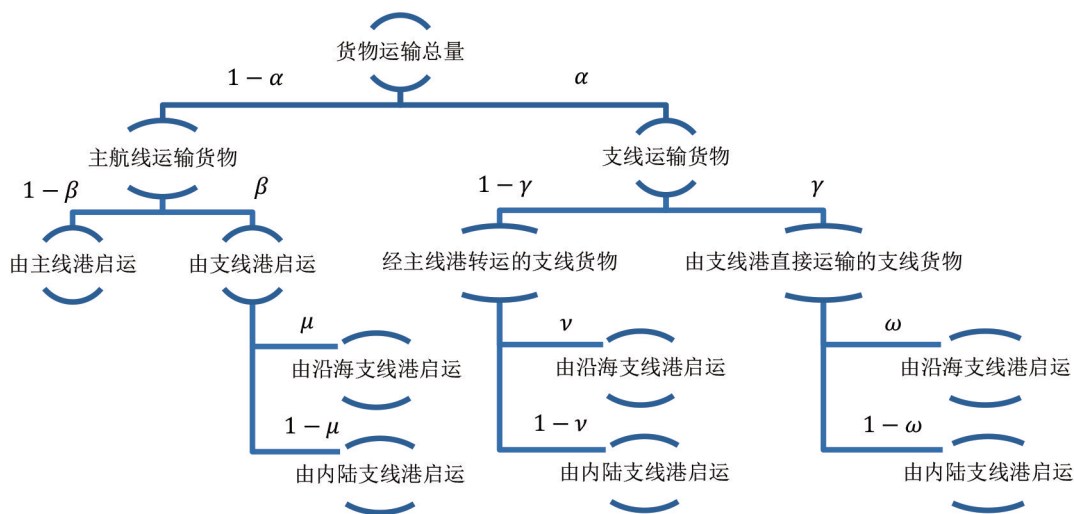 货物运输总量
1 − α
α
主航线运输货物
支线运输货物
1 − β
β
1 − γ
γ
由主线港启运
由支线港启运
经主线港转运的支线货物
由支线港直接运输的支线货物
μ
ν
ω
由沿海支线港启运
由沿海支线港启运
由沿海支线港启运
1 − μ
1 − ν
1 − ω
由内陆支线港启运
由内陆支线港启运
由内陆支线港启运